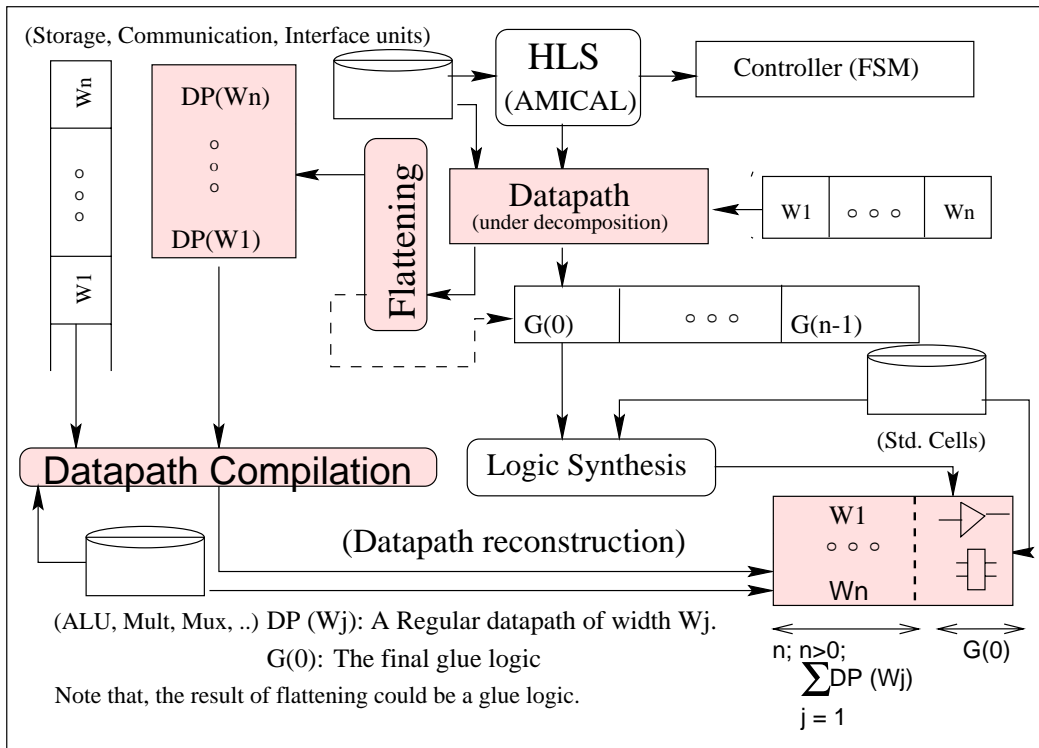 (Storage, Communication, Interface units)
HLS
(AMICAL)
Controller (FSM)
Wn
W1
DP(Wn)
DP(W1)
Flattening
Datapath
(under decomposition)
W1
Wn
G(0)
G(n-1)
(Std. Cells)
Datapath Compilation
Logic Synthesis
(Datapath reconstruction)
W1
Wn
(ALU, Mult, Mux, ..) DP (Wj): A Regular datapath of width Wj.
G(0): The final glue logic
Note that, the result of flattening could be a glue logic.
n; n>0;
∑DP (Wj)
j = 1
G(0)